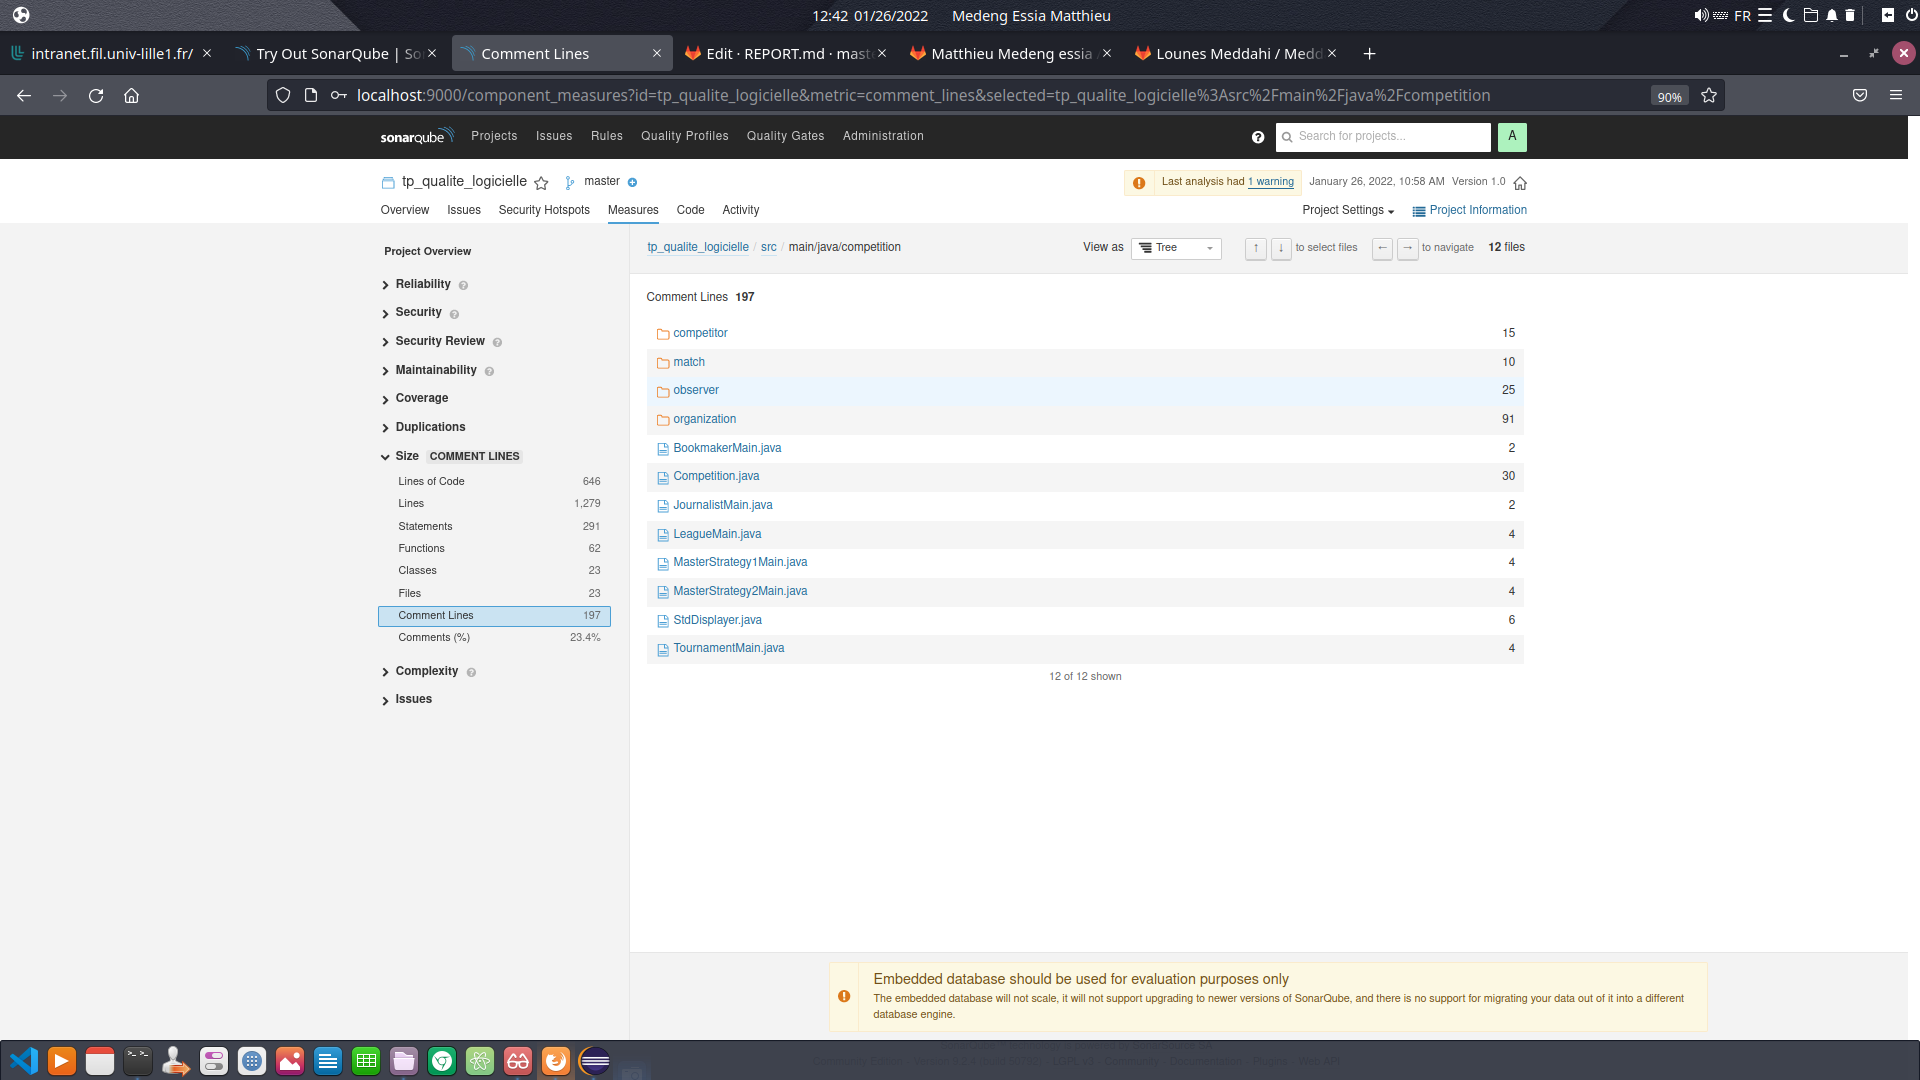 12:42 01/26/2022 Medeng Essia Matthieu FR
intranet.fil.univ-lille1.fr/ Try Out SonarQube | So Comment Lines Edit · REPORT.md · mast Matthieu Medeng essia Lounes Meddahi / Medd
localhost:9000/component_measures?id=tp_qualite_logicielle&metric=comment_lines&selected=tp_qualite_logicielle%3Asrc%2Fmain%2Fjava%2Fcompetition 90%
sonarqube Projects Issues Rules Quality Profiles Quality Gates Administration Search for projects... A
tp_qualite_logicielle master Last analysis had 1 warning January 26, 2022, 10:58 AM Version 1.0
Overview Issues Security Hotspots Measures Code Activity Project Settings Project Information
Project Overview
Reliability
Security
Security Review
Maintainability
Coverage
Duplications
Size COMMENT LINES
Lines of Code 646
Lines 1,279
Statements 291
Functions 62
Classes 23
Files 23
Comment Lines 197
Comments (%) 23.4%
Complexity
Issues
tp_qualite_logicielle / src / main/java/competition View as Tree ↑ ↓ to select files ← → to navigate 12 files
Comment Lines 197
competitor 15
match 10
observer 25
organization 91
BookmakerMain.java 2
Competition.java 30
JournalistMain.java 2
LeagueMain.java 4
MasterStrategy1Main.java 4
MasterStrategy2Main.java 4
StdDisplayer.java 6
TournamentMain.java 4
12 of 12 shown
Embedded database should be used for evaluation purposes only
The embedded database will not scale, it will not support upgrading to newer versions of SonarQube, and there is no support for migrating your data out of it into a different
database engine.